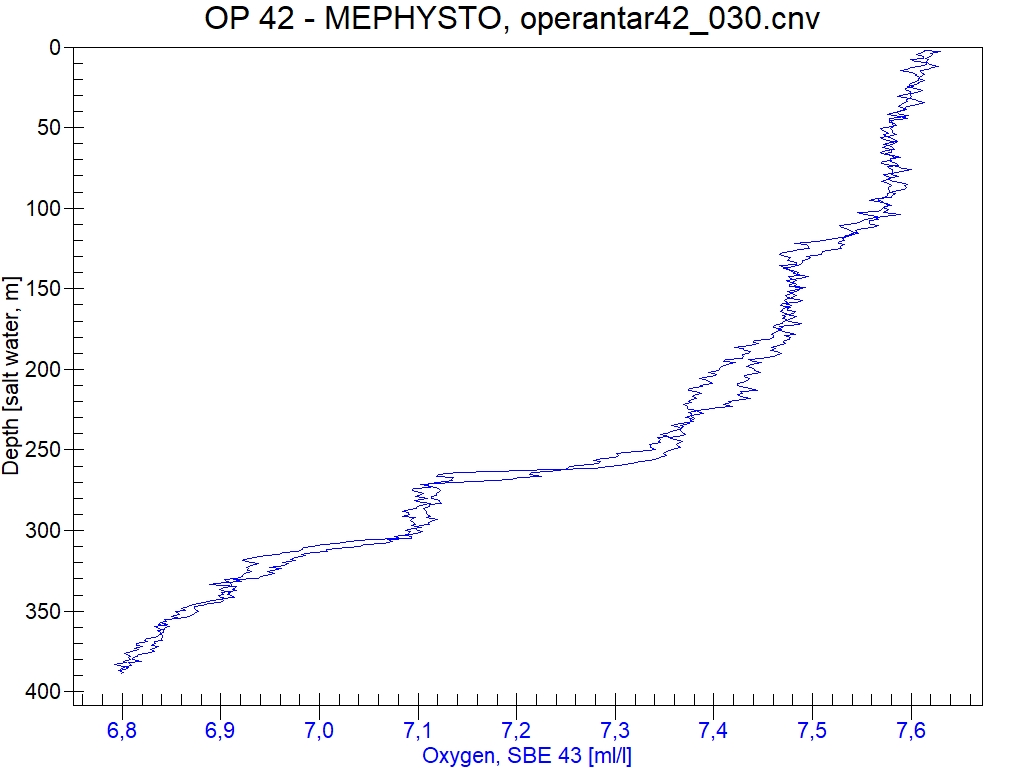 OP 42 - MEPHYSTO, operantar42_030.cnv
0
50
100
150
200
250
300
350
400
Depth [salt water, m]
6,8 6,9 7,0 7,1 7,2 7,3 7,4 7,5 7,6
Oxygen, SBE 43 [ml/l]